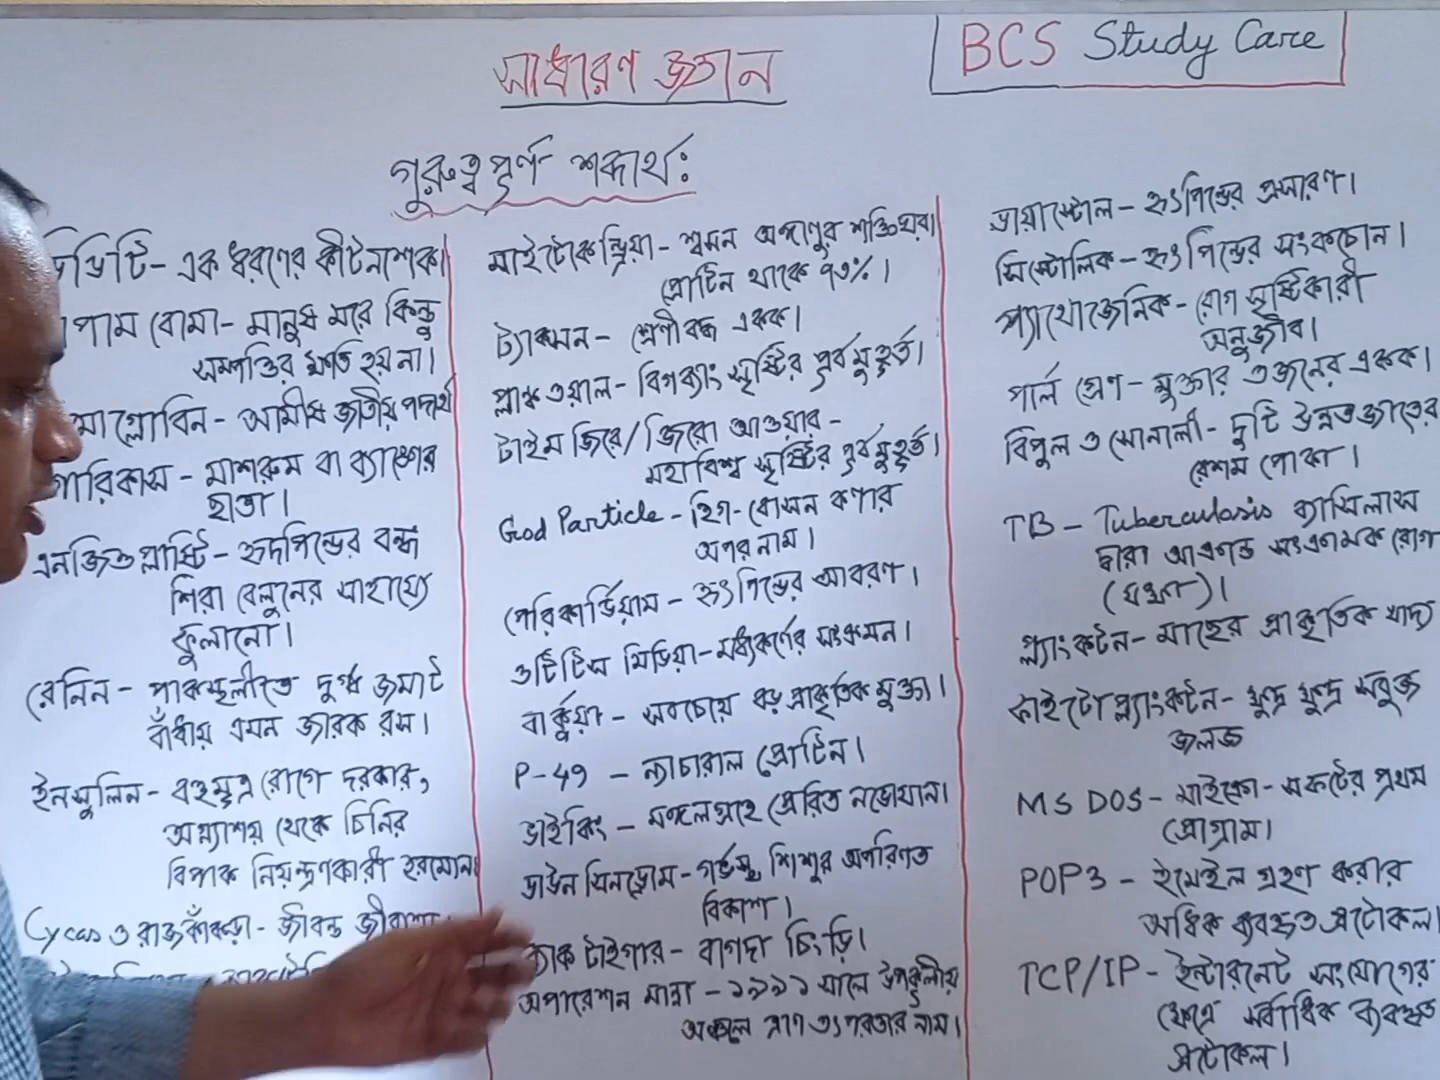 সাধারণ জ্ঞান
BCS Study Care
গুরুত্বপূর্ণ শব্দার্থঃ
ডিডিটি - এক ধরণের কীটনাশক।
পাম বোমা - মানুষ মরে কিন্তু
সম্পত্তির ক্ষতি হয় না।
মাগ্লোবিন - আমীষ জাতীয় পদার্থ
গারিকাস - মাশরুম বা ব্যাঙের
ছাতা।
এনজিওপ্লাস্টি - হৃদপিন্ডের বন্ধ
শিরা বেলুনের সাহায্যে
ফুলানো।
রেনিন - পাকস্থলীতে দুগ্ধ জমাট
বাঁধায় এমন জারক রস।
ইনসুলিন - বহুমূত্র রোগে দরকার,
অগ্ন্যাশয় থেকে চিনির
বিপাক নিয়ন্ত্রণকারী হরমোন।
Cycas ও রাজকাঁকড়া - জীবন্ত জীবাশ্ম।
মাইটোকন্ড্রিয়া - শ্বসন অঙ্গাণুর শক্তিঘর।
প্রোটিন থাকে ৭৩%।
ট্যাক্সন - শ্রেণীবদ্ধ একক।
প্লাঙ্ক ওয়াল - বিগব্যাং সৃষ্টির পূর্ব মুহূর্ত।
টাইম জিরো/জিরো আওয়ার -
মহাবিশ্ব সৃষ্টির পূর্ব মুহূর্ত।
God Particle - হিগ-বোসন কণার
অপর নাম।
পেরিকার্ডিয়াম - হৃৎপিন্ডের আবরণ।
ওটিটিস মিডিয়া - মধ্যকর্ণের সংক্রমন।
বার্কুয়া - সবচেয়ে বড় প্রাকৃতিক মুক্তা।
P-49 - ন্যাচারাল প্রোটিন।
ভাইকিং - মঙ্গলগ্রহে প্রেরিত নভোযান।
ডাউন সিনড্রোম - গর্ভস্থ শিশুর অপরিণত
বিকাশ।
ব্যাক টাইগার - বাগদা চিংড়ি।
অপারেশন মান্না - ১৯৯১ সালে উপকূলীয়
অঞ্চলে ত্রাণ তৎপরতার নাম।
ডায়াস্টোল - হৃৎপিন্ডের প্রসারণ।
সিস্টোলিক - হৃৎপিন্ডের সংকোচন।
প্যাথোজেনিক - রোগ সৃষ্টিকারী
অনুজীব।
পার্ল গ্রেণ - মুক্তার ওজনের একক।
বিপুল ও সোনালী - দুটি উন্নতজাতের
রেশম পোকা।
TB - Tuberculosis ব্যাসিলাস
দ্বারা আক্রান্ত সংক্রামক রোগ
(যক্ষা)।
প্ল্যাংকটন - মাছের প্রাকৃতিক খাদ্য
ফাইটোপ্ল্যাংকটন - ক্ষুদ্র ক্ষুদ্র সবুজ
জলজ
MS DOS - মাইক্রো-সফটের প্রথম
প্রোগ্রাম।
POP3 - ইমেইল গ্রহণ করার
অধিক ব্যবহৃত প্রটোকল।
TCP/IP - ইন্টারনেট সংযোগের
ক্ষেত্রে সর্বাধিক ব্যবহৃত
প্রটোকল।